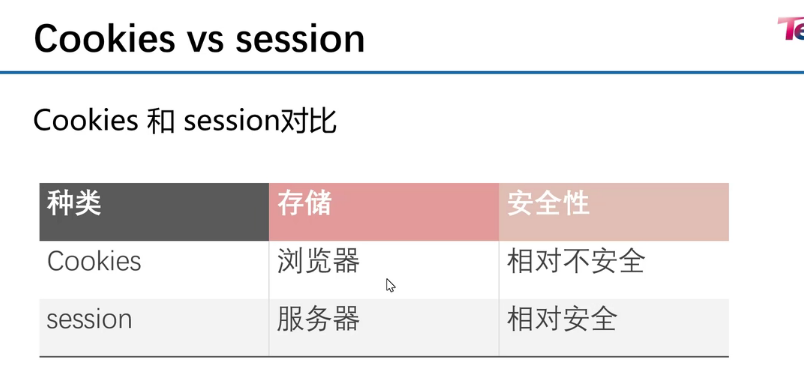 Cookies vs session
Te
Cookies 和 session对比
种类 存储 安全性
Cookies 浏览器 相对不安全
session 服务器 相对安全